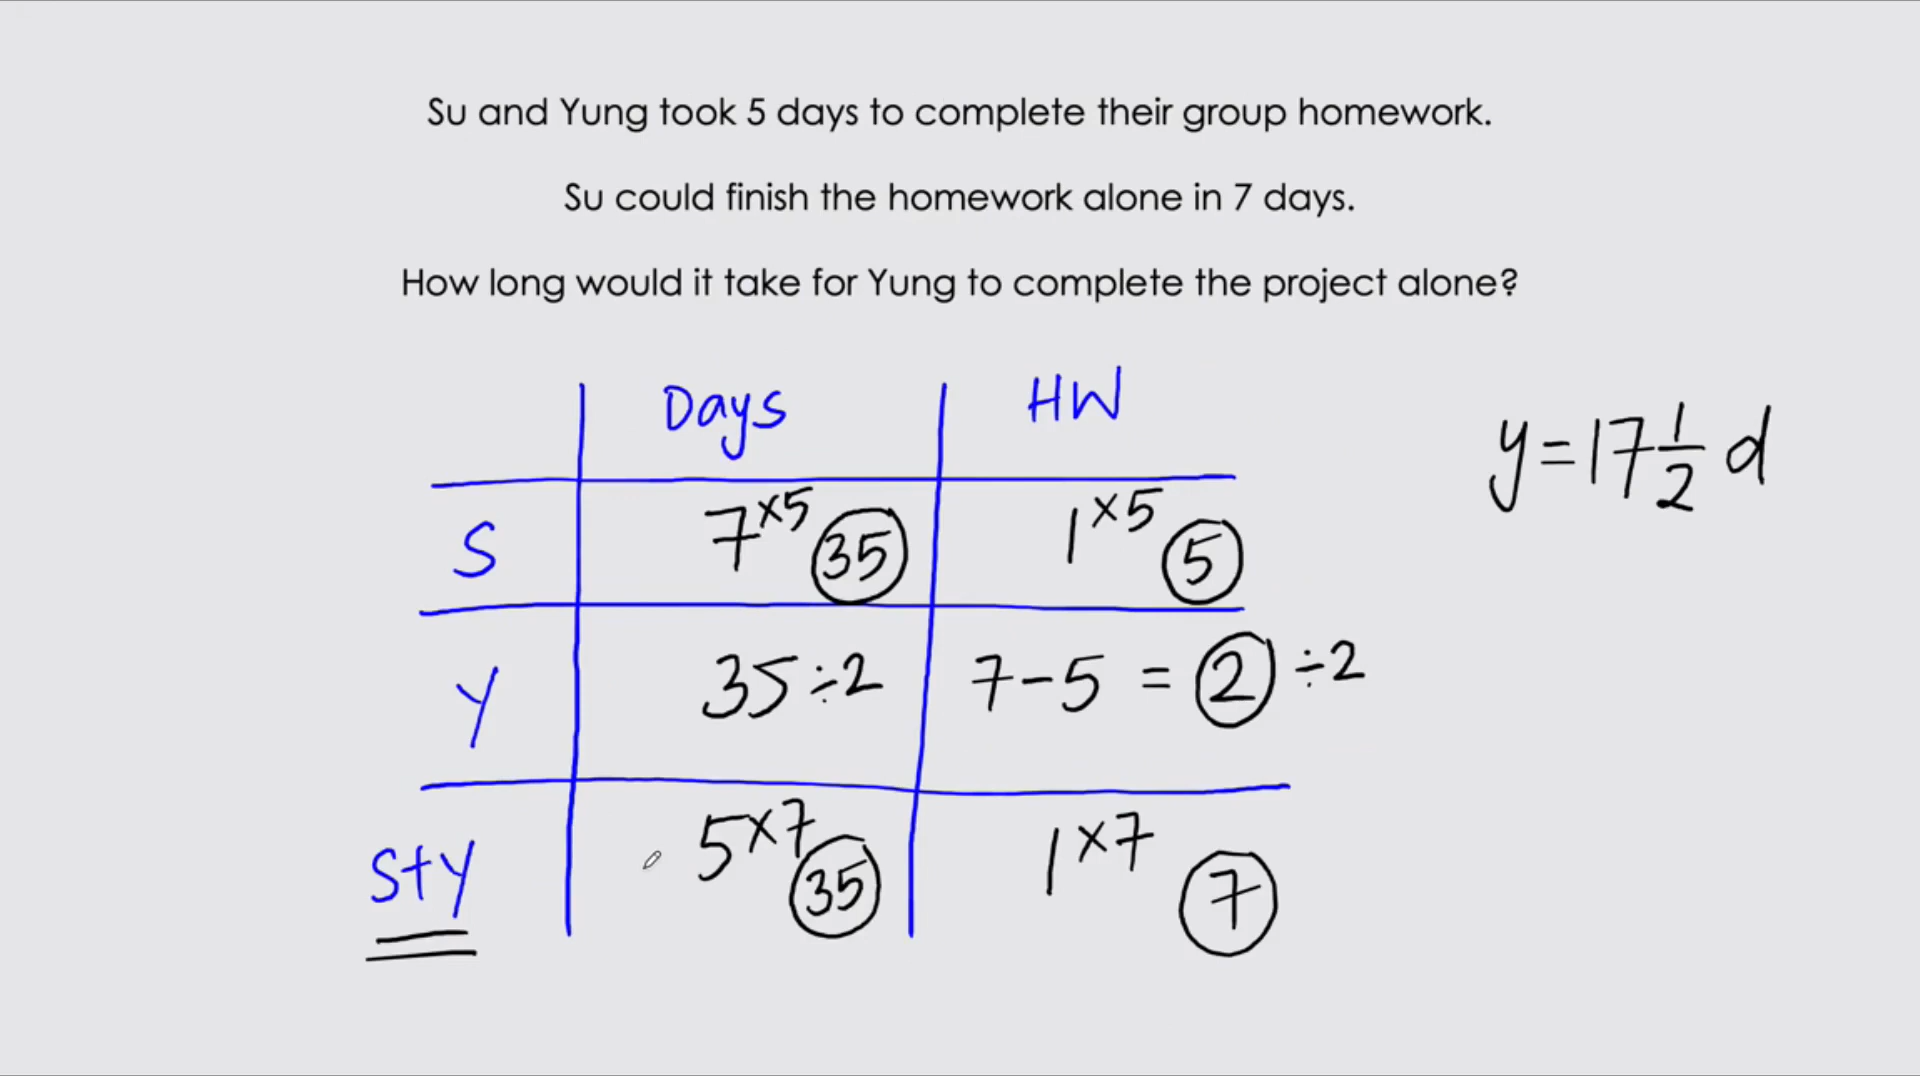 Su and Yung took 5 days to complete their group homework.
Su could finish the homework alone in 7 days.
How long would it take for Yung to complete the project alone?
Days HW
y = 17 1/2 d
S 7 ×5 35 1 ×5 5
Y 35 ÷2 7 - 5 = 2 ÷2
S+Y 5 ×7 35 1 ×7 7